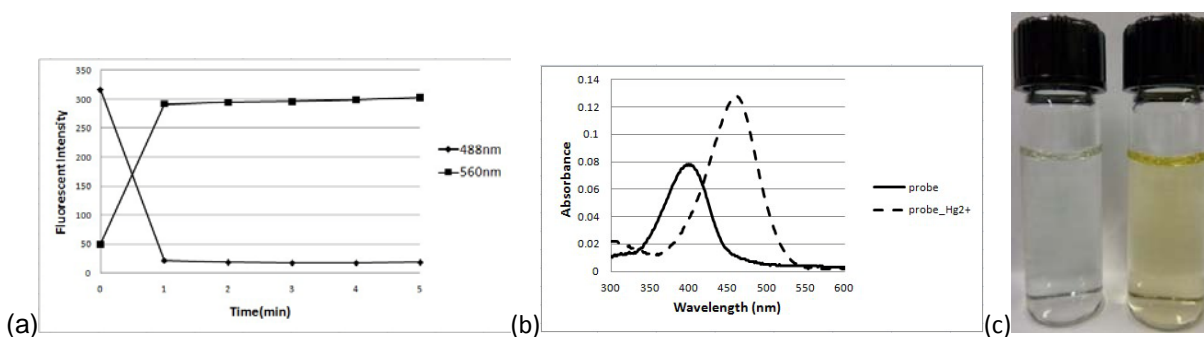 350
300
250
200
150
100
50
0
Fluorescent Intensity
0 1 2 3 4 5
Time(min)
488nm
560nm
(a)
0.14
0.12
0.1
0.08
0.06
0.04
0.02
0
Absorbance
300 350 400 450 500 550 600
Wavelength (nm)
probe
probe_Hg2+
(b)
(c)